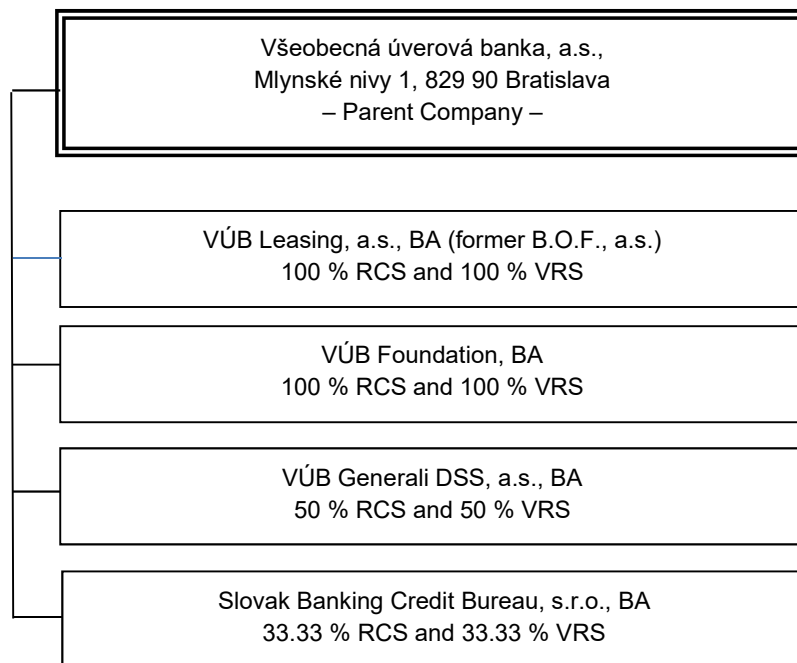 Všeobecná úverová banka, a.s.,
Mlynské nivy 1, 829 90 Bratislava
– Parent Company –
VÚB Leasing, a.s., BA (former B.O.F., a.s.)
100 % RCS and 100 % VRS
VÚB Foundation, BA
100 % RCS and 100 % VRS
VÚB Generali DSS, a.s., BA
50 % RCS and 50 % VRS
Slovak Banking Credit Bureau, s.r.o., BA
33.33 % RCS and 33.33 % VRS